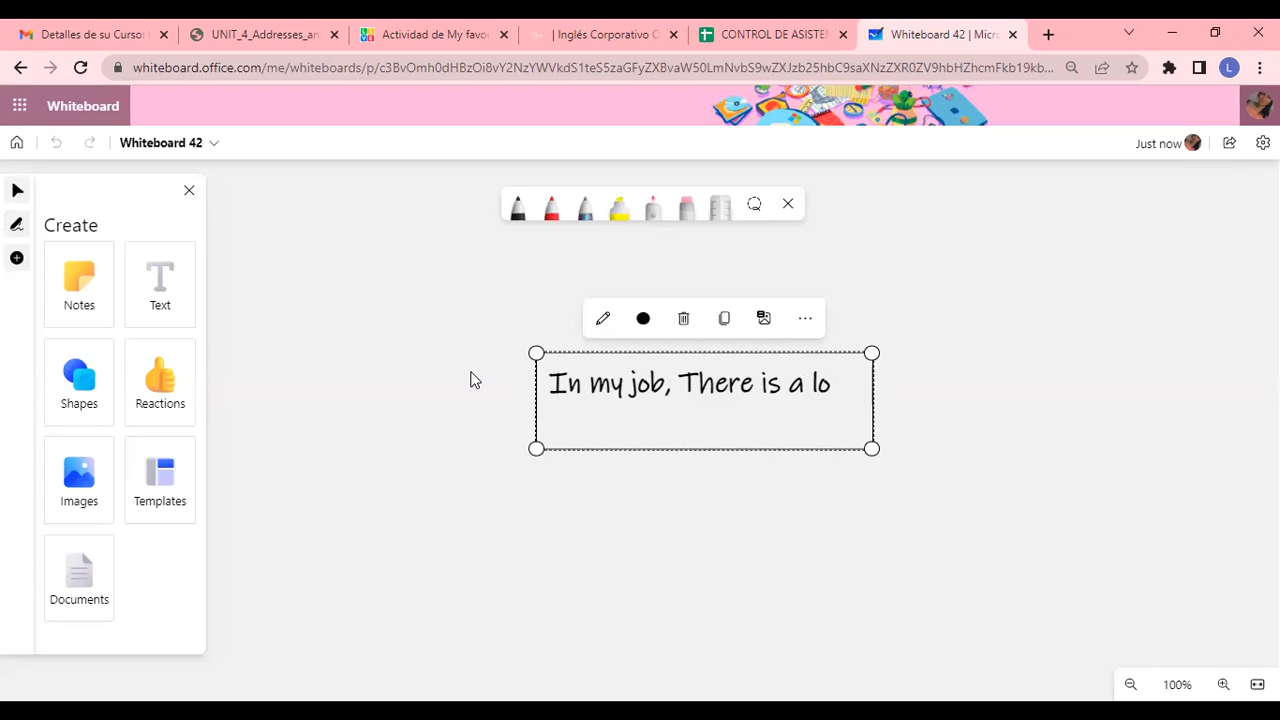 Detalles de su Curso:
UNIT_4_Addresses_an
Actividad de My favou
| Inglés Corporativo O
CONTROL DE ASISTE
Whiteboard 42 | Micr
whiteboard.office.com/me/whiteboards/p/
L
Whiteboard
Whiteboard 42
Just now
Create
Notes
Text
Shapes
Reactions
Images
Templates
Documents
In my job, There is a lo
100%